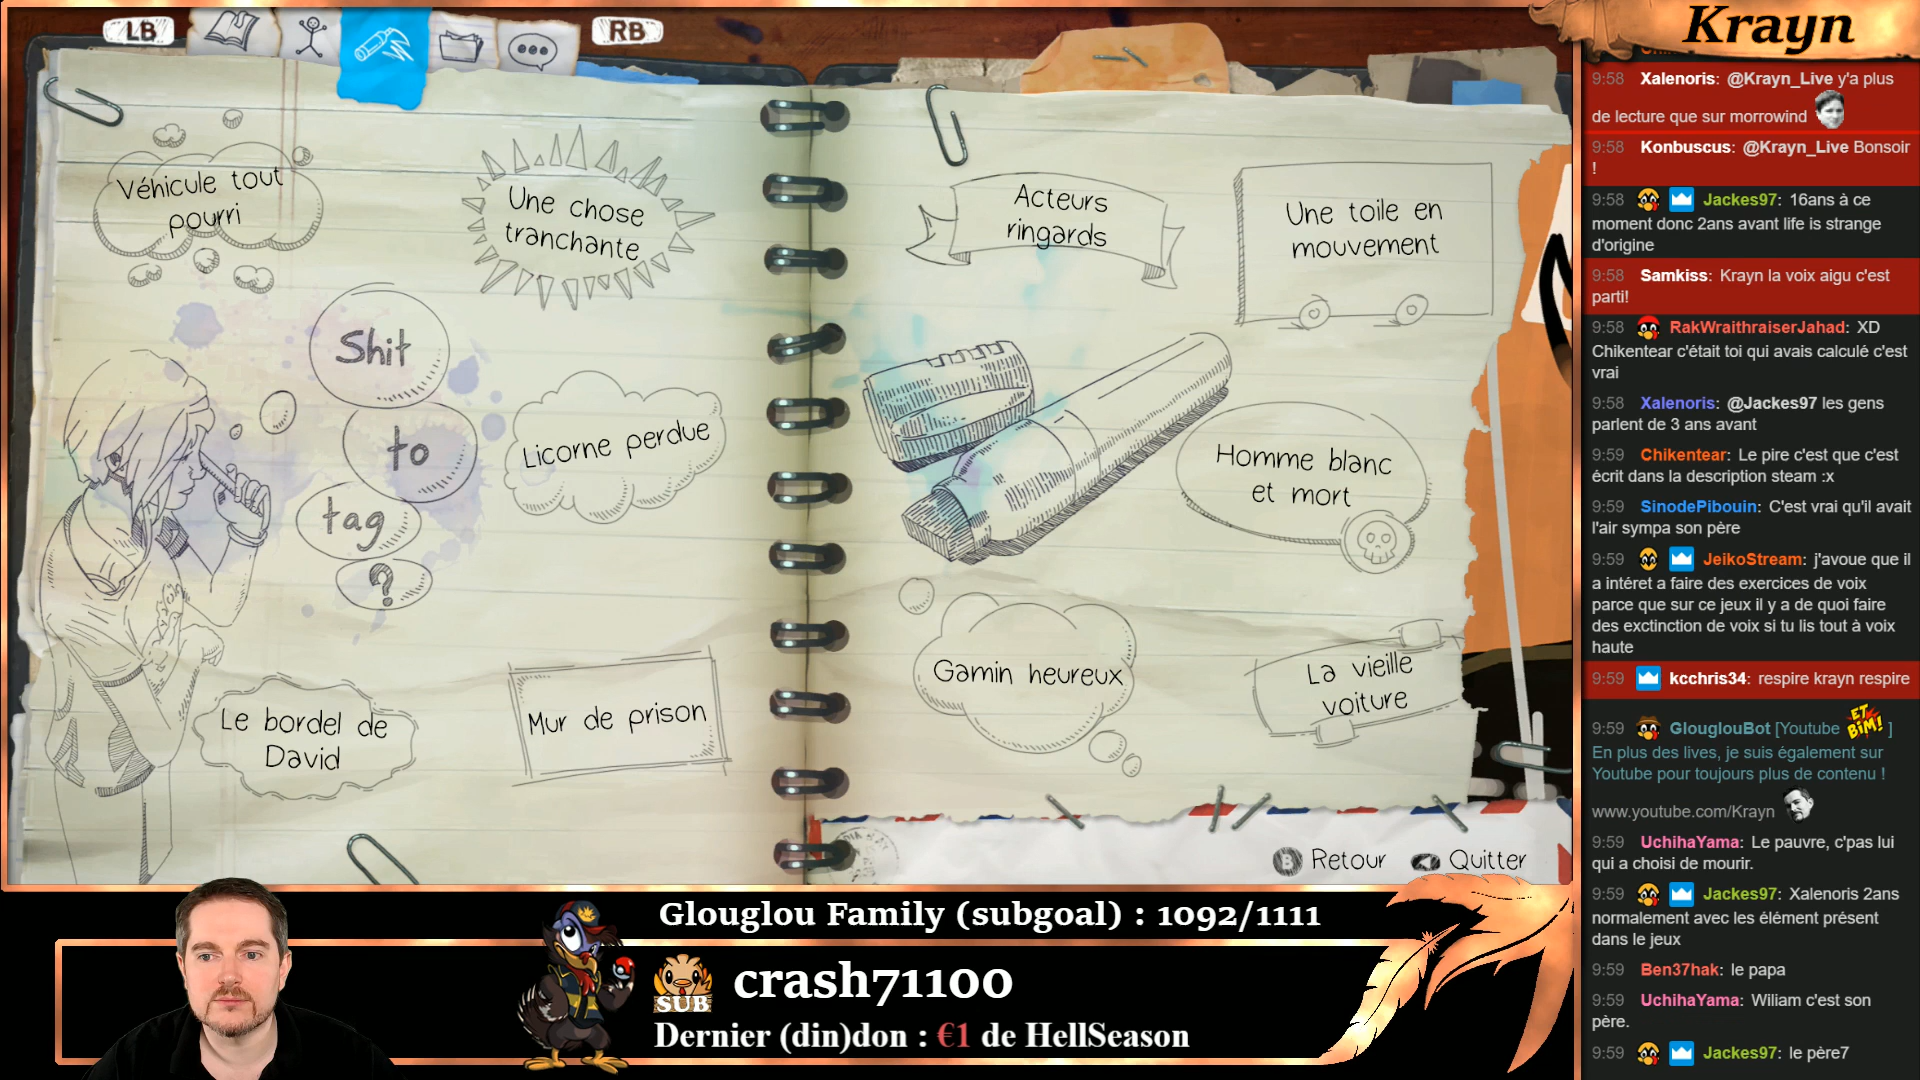 LB
RB
Véhicule tout
pourri
Une chose
tranchante
Shit
to
tag
?
Licorne perdue
Le bordel de
David
Mur de prison
Acteurs
ringards
Une toile en
mouvement
Homme blanc
et mort
Gamin heureux
La vieille
voiture
B Retour
Quitter
Krayn
9:58 Xalenoris: @Krayn_Live y'a plus
de lecture que sur morrowind
9:58 Konbuscus: @Krayn_Live Bonsoir
!
9:58 Jackes97: 16ans à ce
moment donc 2ans avant life is strange
d'origine
9:58 Samkiss: Krayn la voix aigu c'est
parti!
9:58 RakWraithraiserJahad: XD
Chikentear c'était toi qui avais calculé c'est
vrai
9:58 Xalenoris: @Jackes97 les gens
parlent de 3 ans avant
9:59 Chikentear: Le pire c'est que c'est
écrit dans la description steam :x
9:59 SinodePibouin: C'est vrai qu'il avait
l'air sympa son père
9:59 JeikoStream: j'avoue que il
a intéret a faire des exercices de voix
parce que sur ce jeux il y a de quoi faire
des exctinction de voix si tu lis tout à voix
haute
9:59 kcchris34: respire krayn respire
9:59 GlouglouBot [Youtube ET BIM! ]
En plus des lives, je suis également sur
Youtube pour toujours plus de contenu !
www.youtube.com/Krayn
9:59 UchihaYama: Le pauvre, c'pas lui
qui a choisi de mourir.
9:59 Jackes97: Xalenoris 2ans
normalement avec les élément présent
dans le jeux
9:59 Ben37hak: le papa
9:59 UchihaYama: Wiliam c'est son
père.
9:59 Jackes97: le père7
Glouglou Family (subgoal) : 1092/1111
SUB
crash71100
Dernier (din)don : €1 de HellSeason